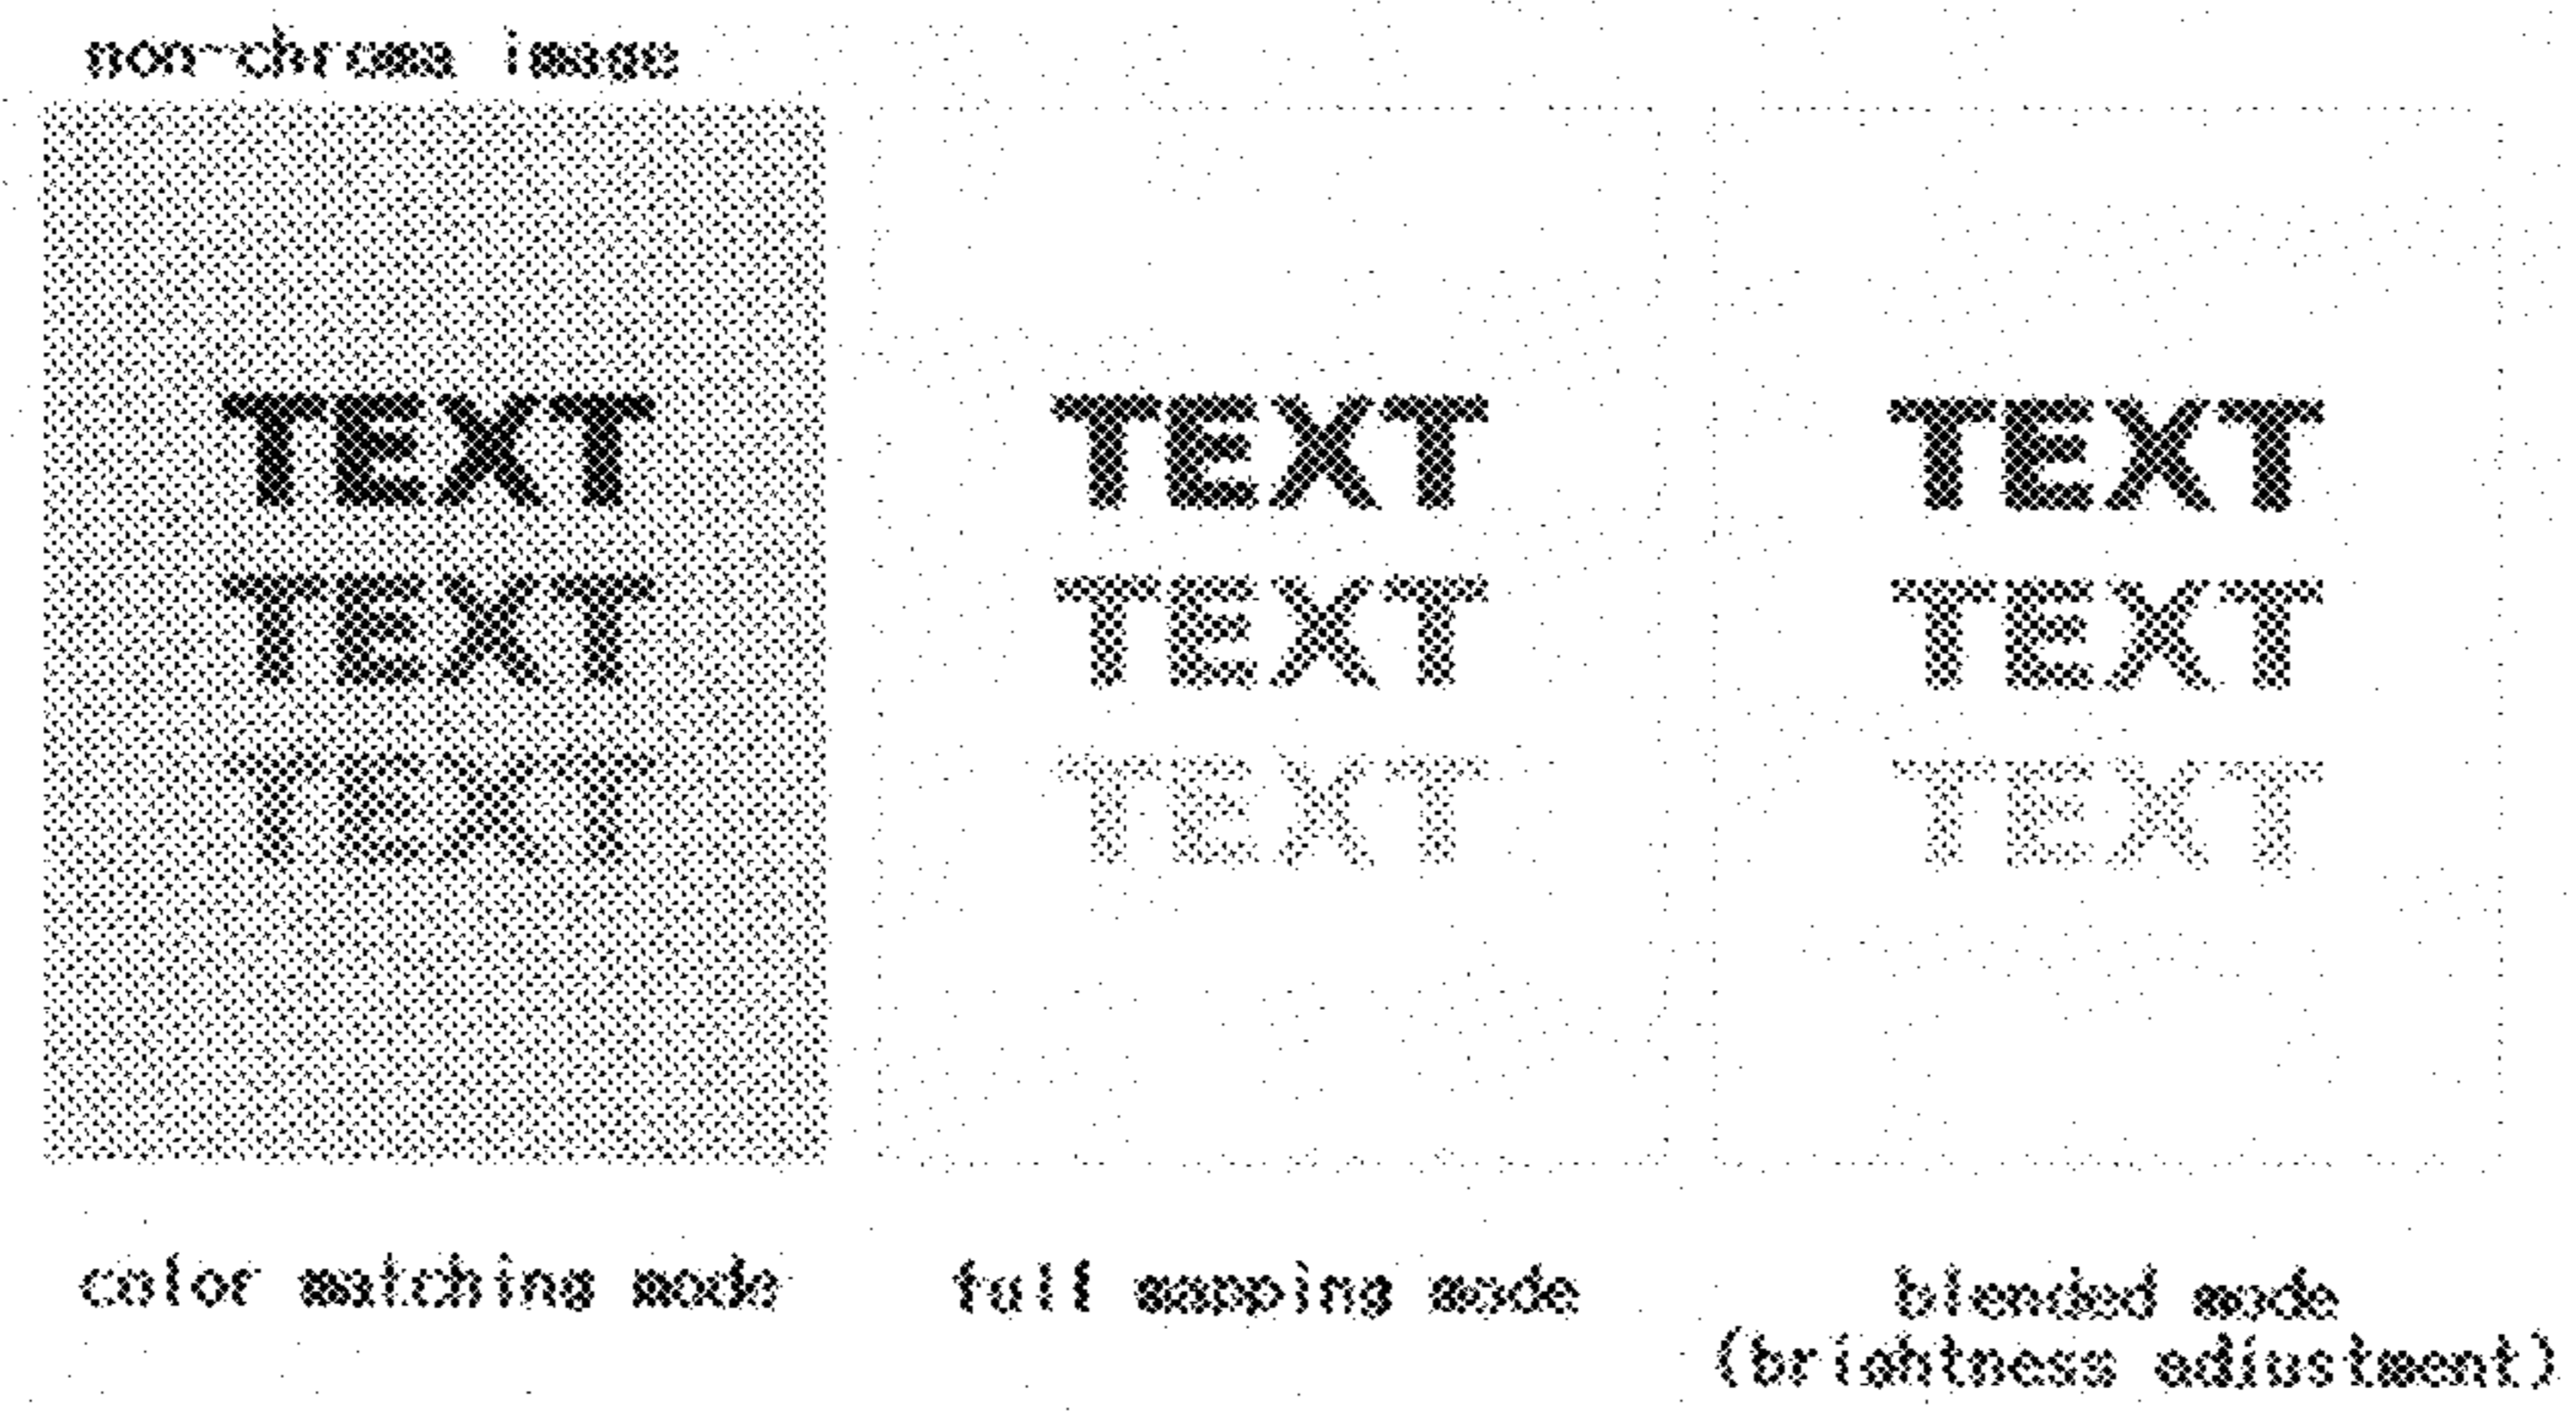 non-chroma image
TEXT
TEXT
TEXT
TEXT
TEXT
TEXT
TEXT
TEXT
TEXT
color matching mode
full mapping mode
blended mode
(brightness adjustment)